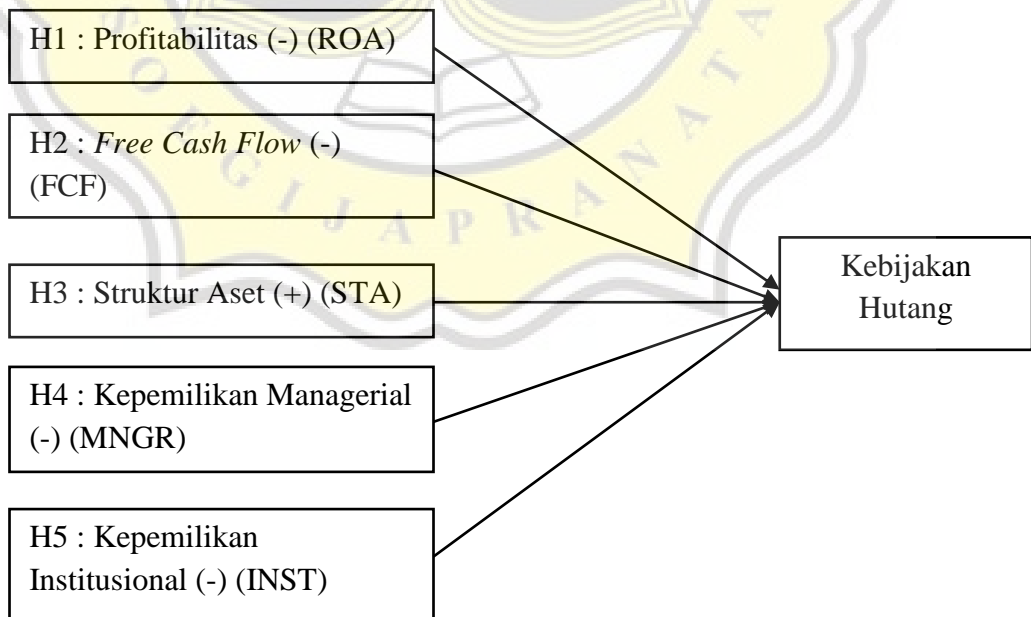 H1 : Profitabilitas (-) (ROA)
H2 : Free Cash Flow (-)
(FCF)
H3 : Struktur Aset (+) (STA)
H4 : Kepemilikan Managerial
(-) (MNGR)
H5 : Kepemilikan
Institusional (-) (INST)
Kebijakan
Hutang
SOEGIJAPRANATA